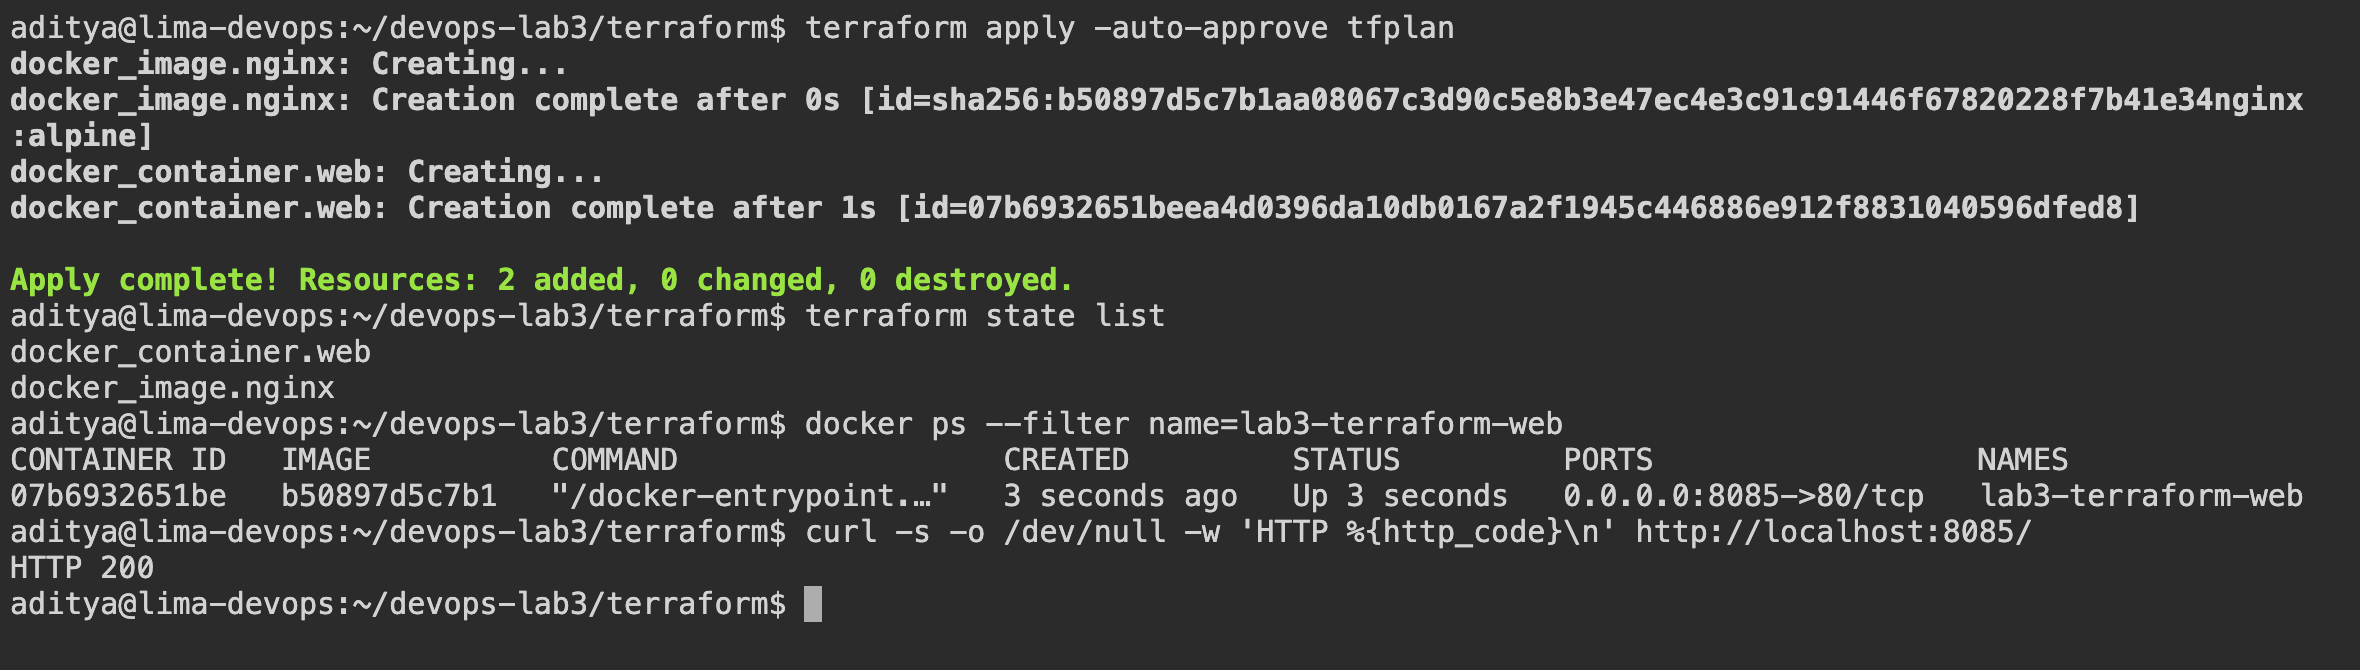 aditya@lima-devops:~/devops-lab3/terraform$ terraform apply -auto-approve tfplan
docker_image.nginx: Creating...
docker_image.nginx: Creation complete after 0s [id=sha256:b50897d5c7b1aa08067c3d90c5e8b3e47ec4e3c91c91446f67820228f7b41e34nginx
:alpine]
docker_container.web: Creating...
docker_container.web: Creation complete after 1s [id=07b6932651beea4d0396da10db0167a2f1945c446886e912f8831040596dfed8]
Apply complete! Resources: 2 added, 0 changed, 0 destroyed.
aditya@lima-devops:~/devops-lab3/terraform$ terraform state list
docker_container.web
docker_image.nginx
aditya@lima-devops:~/devops-lab3/terraform$ docker ps --filter name=lab3-terraform-web
CONTAINER ID   IMAGE          COMMAND                  CREATED         STATUS         PORTS                  NAMES
07b6932651be   b50897d5c7b1   "/docker-entrypoint.…"   3 seconds ago   Up 3 seconds   0.0.0.0:8085->80/tcp   lab3-terraform-web
aditya@lima-devops:~/devops-lab3/terraform$ curl -s -o /dev/null -w 'HTTP %{http_code}\n' http://localhost:8085/
HTTP 200
aditya@lima-devops:~/devops-lab3/terraform$